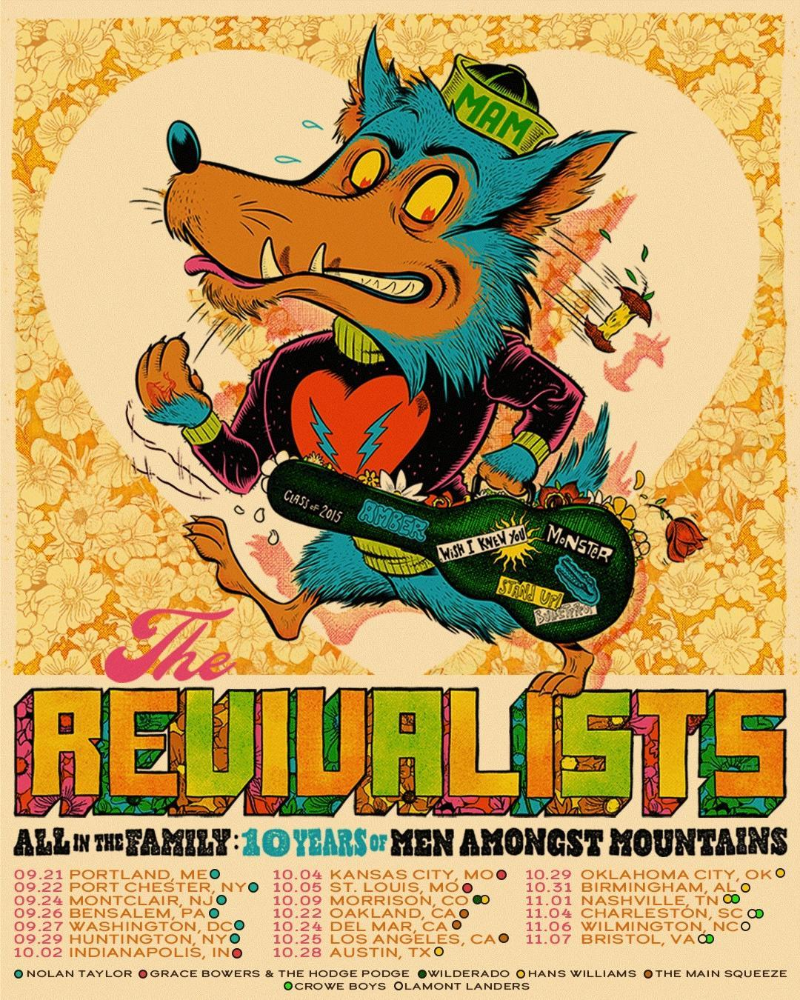 MAM
CLASS OF 2015
AMBER
WISH I KNEW YOU
MONSTER
STAND UP!
BULLETPROOF
The
REVIVALISTS
ALL IN THE FAMILY: 10 YEARS OF MEN AMONGST MOUNTAINS
09.21 PORTLAND, ME
09.22 PORT CHESTER, NY
09.24 MONTCLAIR, NJ
09.26 BENSALEM, PA
09.27 WASHINGTON, DC
09.29 HUNTINGTON, NY
10.02 INDIANAPOLIS, IN
10.04 KANSAS CITY, MO
10.05 ST. LOUIS, MO
10.09 MORRISON, CO
10.22 OAKLAND, CA
10.24 DEL MAR, CA
10.25 LOS ANGELES, CA
10.28 AUSTIN, TX
10.29 OKLAHOMA CITY, OK
10.31 BIRMINGHAM, AL
11.01 NASHVILLE, TN
11.04 CHARLESTON, SC
11.06 WILMINGTON, NC
11.07 BRISTOL, VA
NOLAN TAYLOR GRACE BOWERS & THE HODGE PODGE WILDERADO HANS WILLIAMS THE MAIN SQUEEZE
CROWE BOYS LAMONT LANDERS